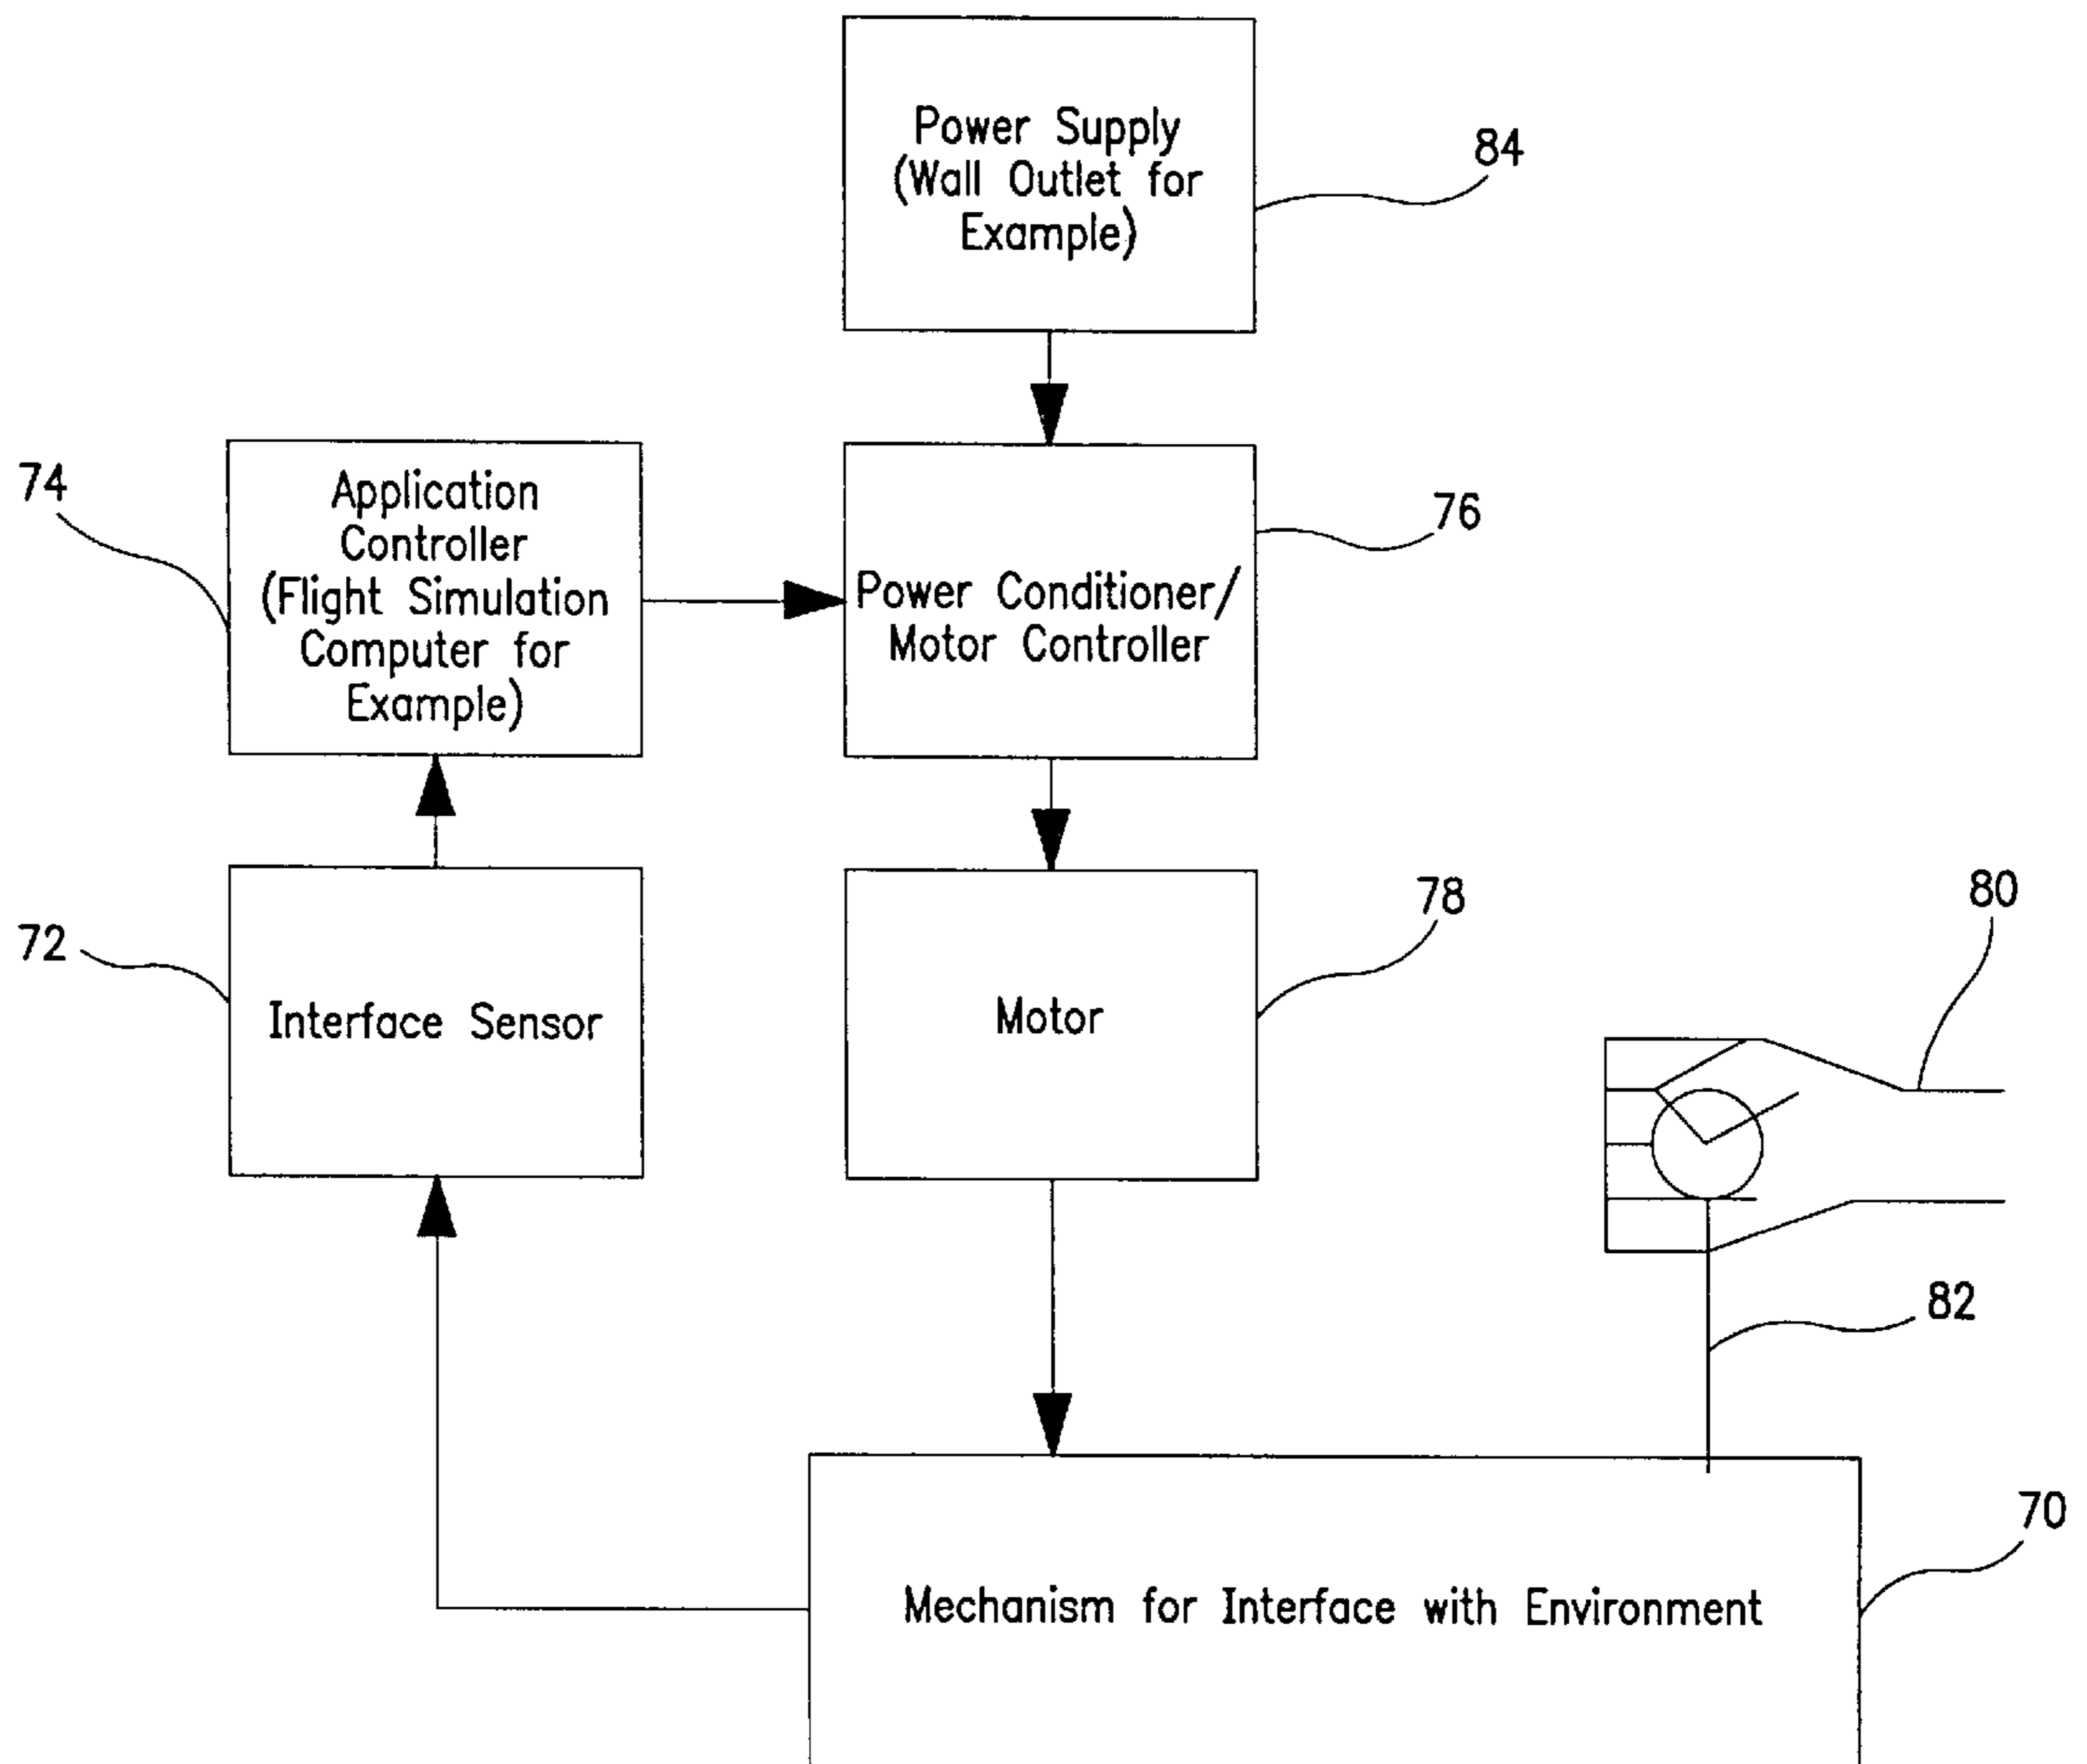 Power Supply
(Wall Outlet for
Example)
84
74
Application
Controller
(Flight Simulation
Computer for
Example)
76
Power Conditioner/
Motor Controller
72
Interface Sensor
78
Motor
80
82
70
Mechanism for Interface with Environment